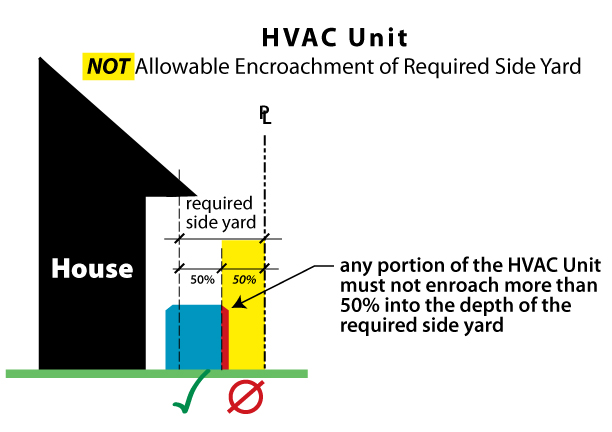 HVAC Unit
NOT Allowable Encroachment of Required Side Yard
PL
required
side yard
50% 50%
House
any portion of the HVAC Unit
must not enroach more than
50% into the depth of the
required side yard